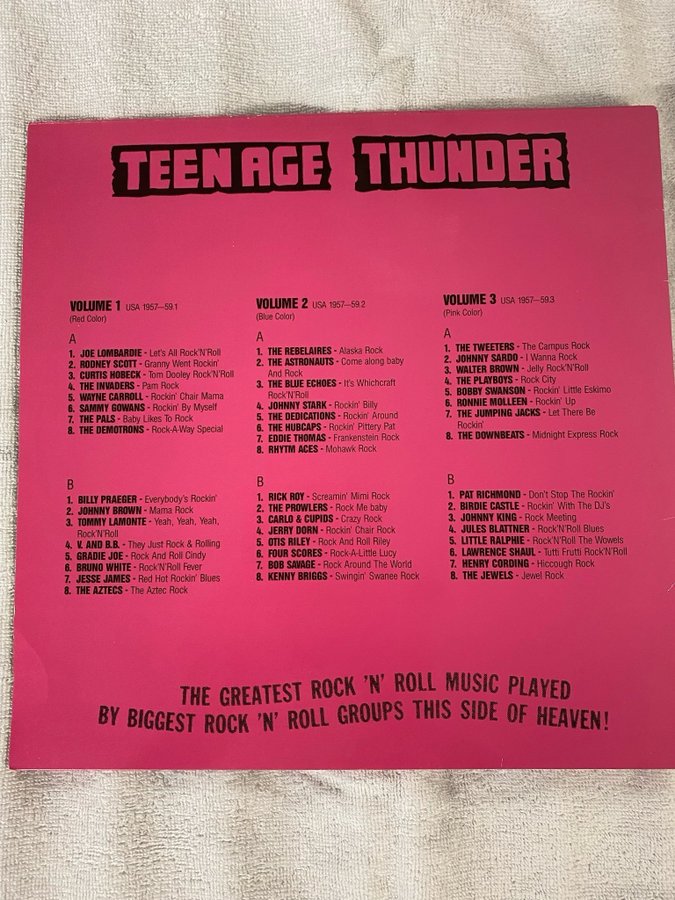 TEENAGE THUNDER
VOLUME 1 USA 1957—59.1
(Red Color)
A
1. JOE LOMBARDIE - Let's All Rock'N'Roll
2. RODNEY SCOTT - Granny Went Rockin'
3. CURTIS HOBECK - Tom Dooley Rock'N'Roll
4. THE INVADERS - Pam Rock
5. WAYNE CARROLL - Rockin' Chair Mama
6. SAMMY GOWANS - Rockin' By Myself
7. THE PALS - Baby Likes To Rock
8. THE DEMOTRONS - Rock-A-Way Special
B
1. BILLY PRAEGER - Everybody's Rockin'
2. JOHNNY BROWN - Mama Rock
3. TOMMY LAMONTE - Yeah, Yeah, Yeah,
Rock'N'Roll
4. V. AND B.B. - They Just Rock & Rolling
5. GRADIE JOE - Rock And Roll Cindy
6. BRUNO WHITE - Rock'N'Roll Fever
7. JESSE JAMES - Red Hot Rockin' Blues
8. THE AZTECS - The Aztec Rock
VOLUME 2 USA 1957—59.2
(Blue Color)
A
1. THE REBELAIRES - Alaska Rock
2. THE ASTRONAUTS - Come along baby
And Rock
3. THE BLUE ECHOES - It's Whichcraft
Rock'N'Roll
4. JOHNNY STARK - Rockin' Billy
5. THE DEDICATIONS - Rockin' Around
6. THE HUBCAPS - Rockin' Pittery Pat
7. EDDIE THOMAS - Frankenstein Rock
8. RHYTM ACES - Mohawk Rock
B
1. RICK ROY - Screamin' Mimi Rock
2. THE PROWLERS - Rock Me baby
3. CARLO & CUPIDS - Crazy Rock
4. JERRY DORN - Rockin' Chair Rock
5. OTIS RILEY - Rock And Roll Riley
6. FOUR SCORES - Rock-A-Little Lucy
7. BOB SAVAGE - Rock Around The World
8. KENNY BRIGGS - Swingin' Swanee Rock
VOLUME 3 USA 1957—59.3
(Pink Color)
A
1. THE TWEETERS - The Campus Rock
2. JOHNNY SARDO - I Wanna Rock
3. WALTER BROWN - Jelly Rock'N'Roll
4. THE PLAYBOYS - Rock City
5. BOBBY SWANSON - Rockin' Little Eskimo
6. RONNIE MOLLEEN - Rockin' Up
7. THE JUMPING JACKS - Let There Be
Rockin'
8. THE DOWNBEATS - Midnight Express Rock
B
1. PAT RICHMOND - Don't Stop The Rockin'
2. BIRDIE CASTLE - Rockin' With The DJ's
3. JOHNNY KING - Rock Meeting
4. JULES BLATTNER - Rock'N'Roll Blues
5. LITTLE RALPHIE - Rock'N'Roll The Wowels
6. LAWRENCE SHAUL - Tutti Frutti Rock'N'Roll
7. HENRY CORDING - Hiccough Rock
8. THE JEWELS - Jewel Rock
THE GREATEST ROCK 'N' ROLL MUSIC PLAYED
BY BIGGEST ROCK 'N' ROLL GROUPS THIS SIDE OF HEAVEN!